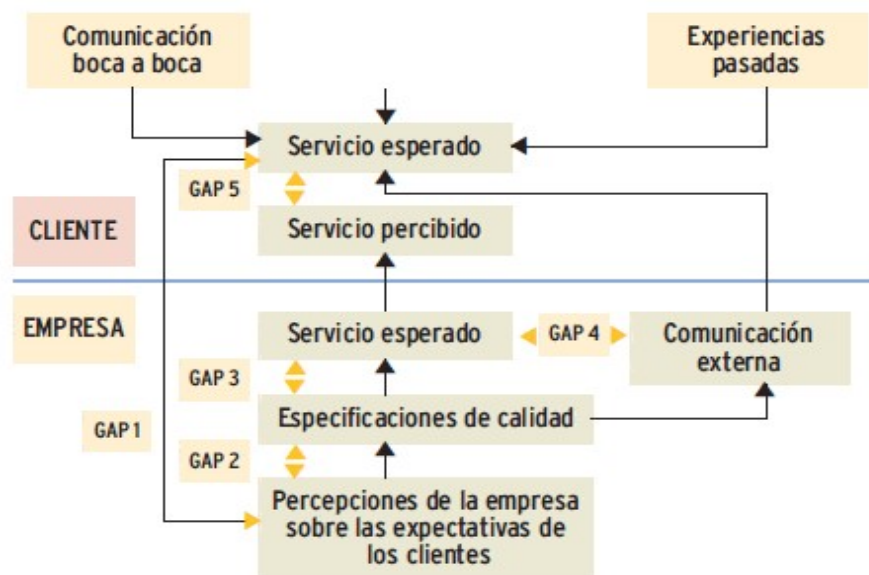 Comunicación
boca a boca
Experiencias
pasadas
Servicio esperado
GAP 5
CLIENTE
Servicio percibido
EMPRESA
Servicio esperado
GAP 4
Comunicación
externa
GAP 3
Especificaciones de calidad
GAP 1
GAP 2
Percepciones de la empresa
sobre las expectativas de
los clientes